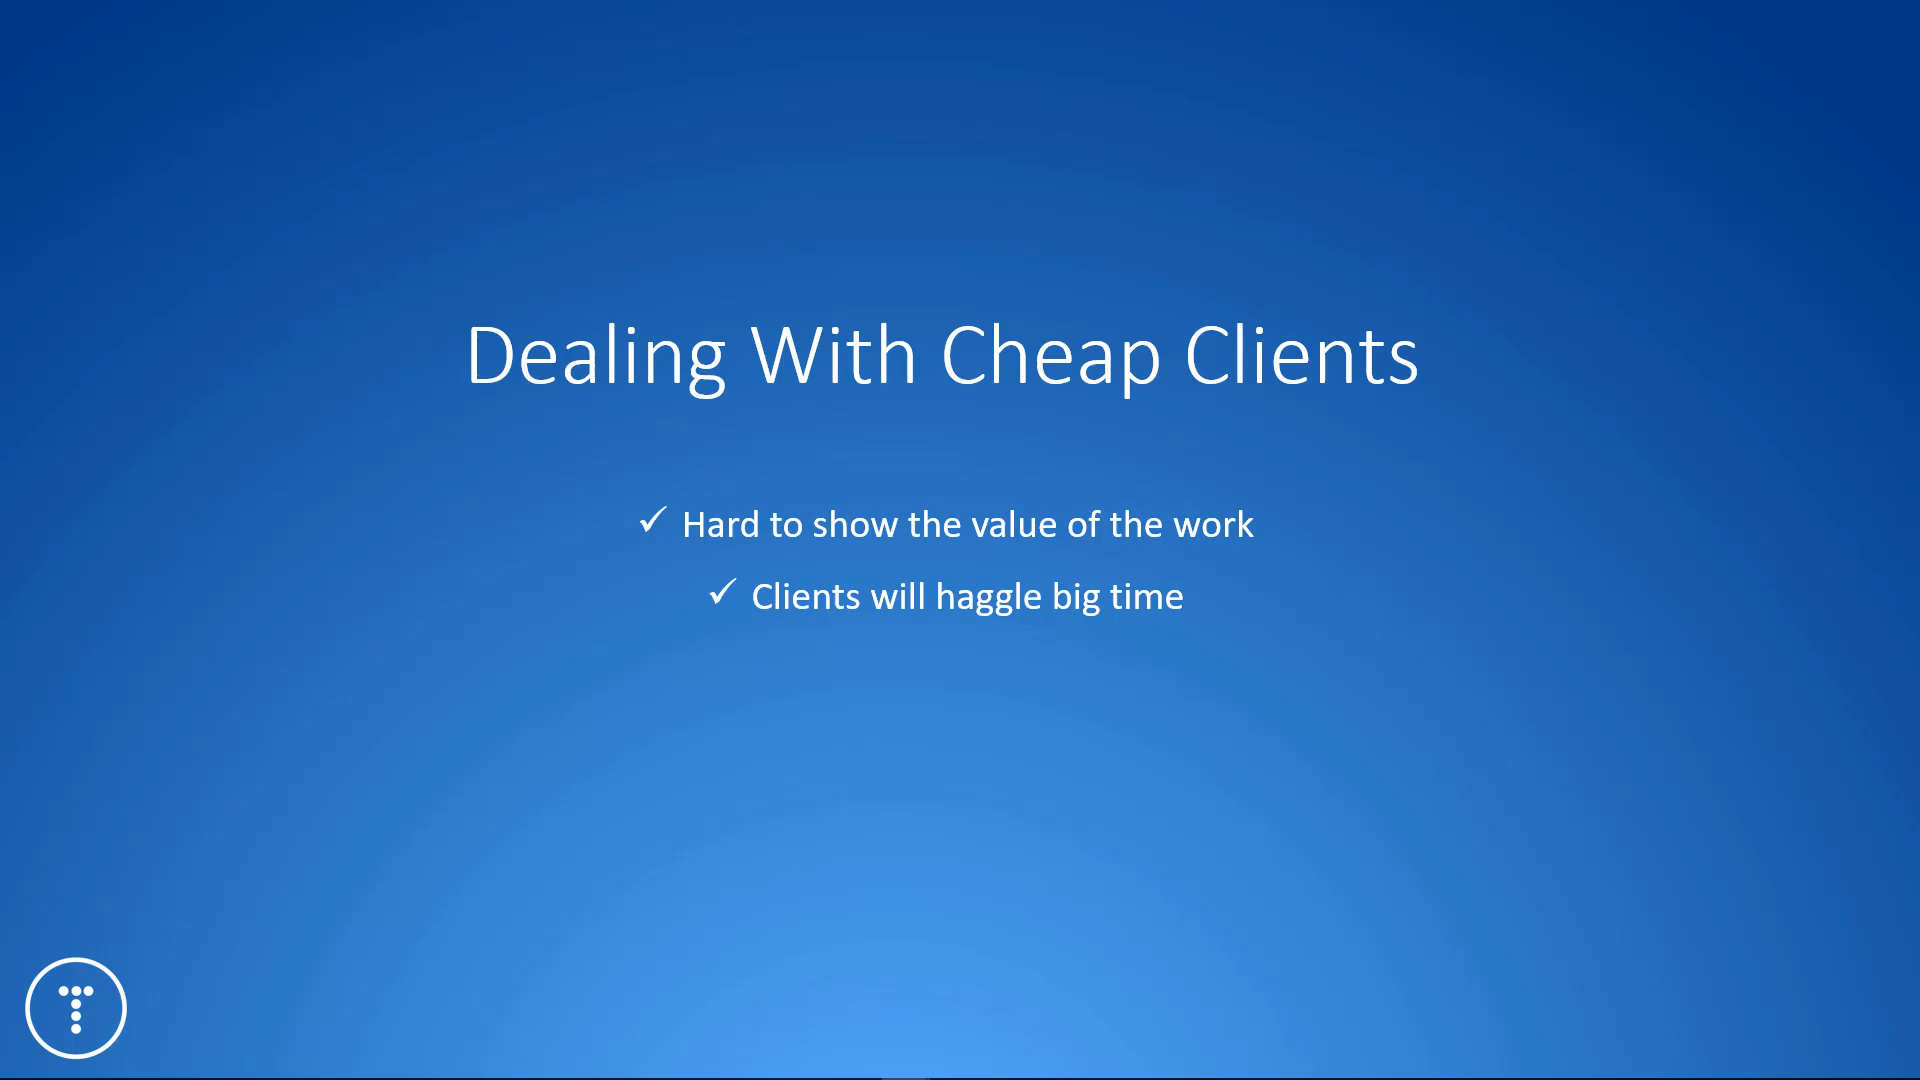 Dealing With Cheap Clients
✓ Hard to show the value of the work
✓ Clients will haggle big time
T